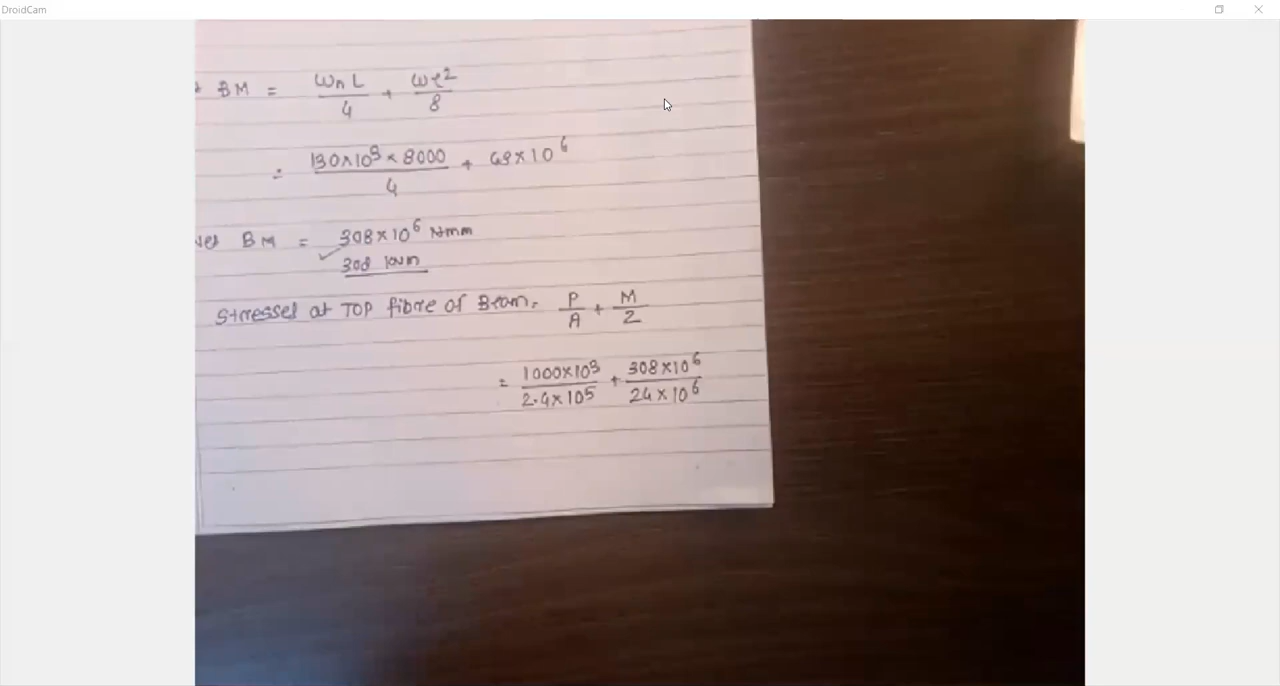 DroidCam
BM = WnL/4 + wl²/8
= 130×10³×8000/4 + 48×10⁶
BM = 308×10⁶ Nmm
308 kNm
Stresses at TOP fibre of Beam = P/A + M/Z
= 1000×10³/2.4×10⁵ + 308×10⁶/24×10⁶